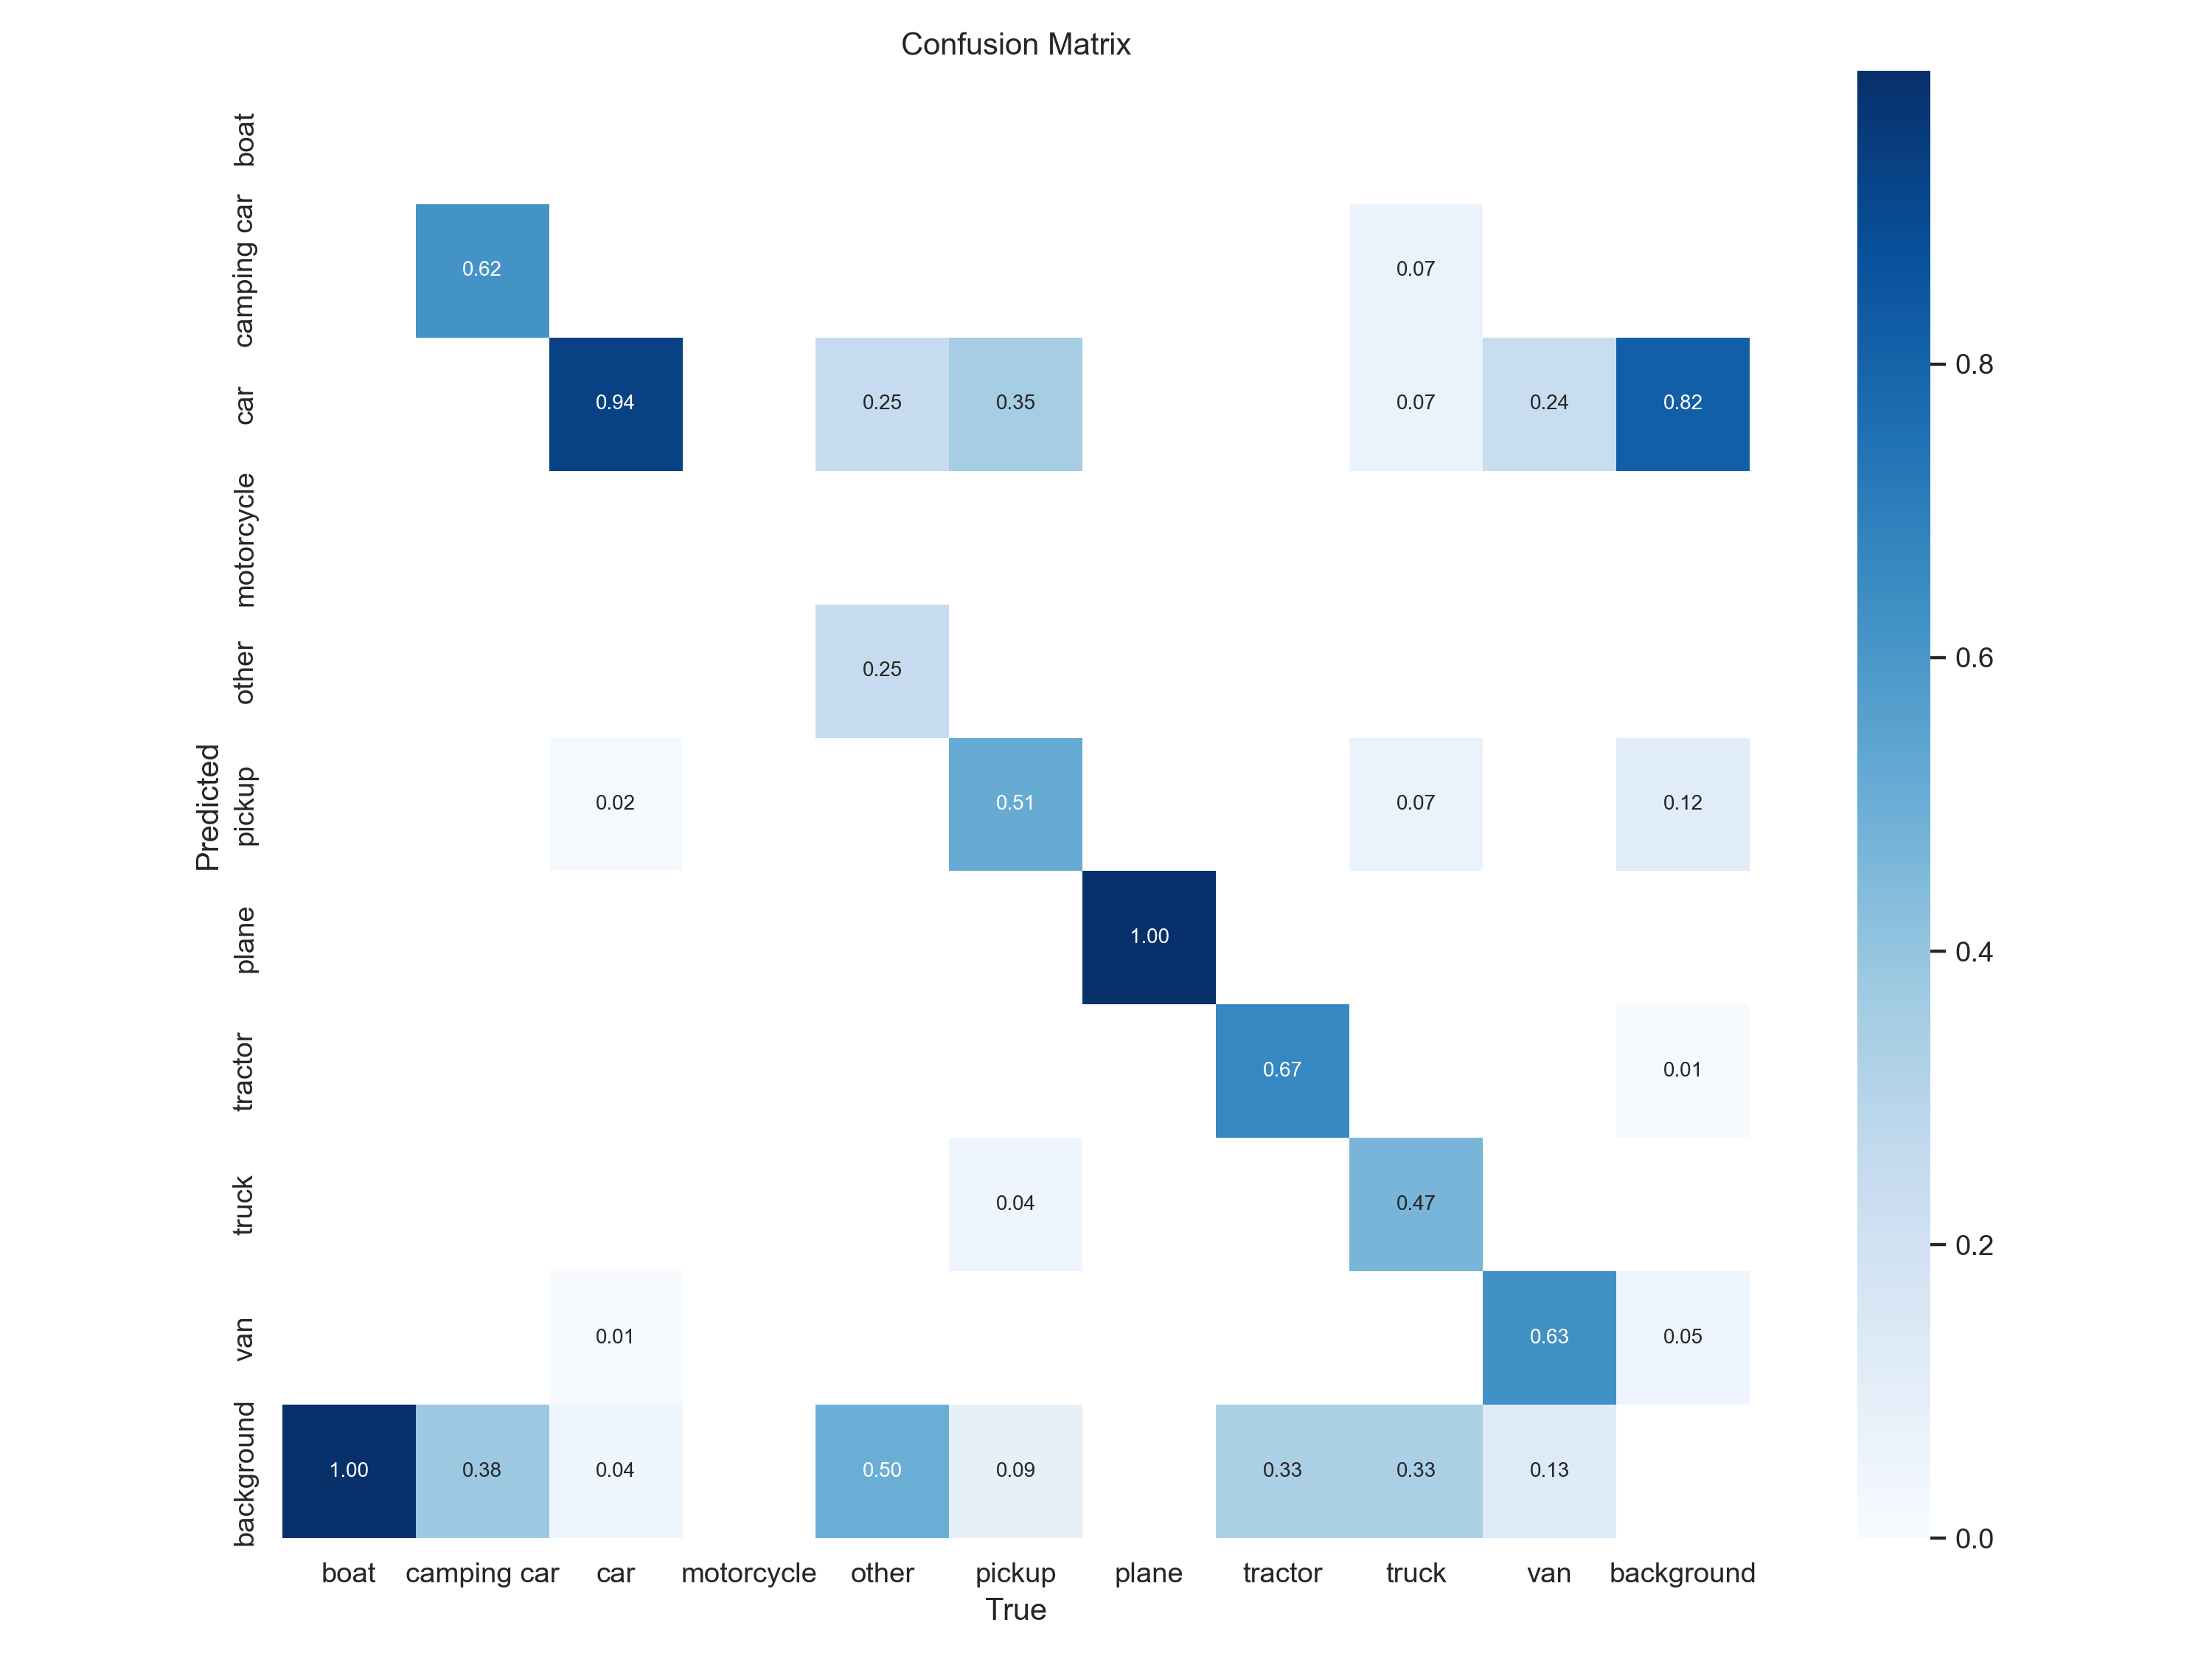 Confusion Matrix
Predicted
boat
camping car
0.62 0.07
car
0.94 0.25 0.35 0.07 0.24 0.82
motorcycle
other
0.25
pickup
0.02 0.51 0.07 0.12
plane
1.00
tractor
0.67 0.01
truck
0.04 0.47
van
0.01 0.63 0.05
background
1.00 0.38 0.04 0.50 0.09 0.33 0.33 0.13
boat camping car car motorcycle other pickup plane tractor truck van background
True
0.8
0.6
0.4
0.2
0.0